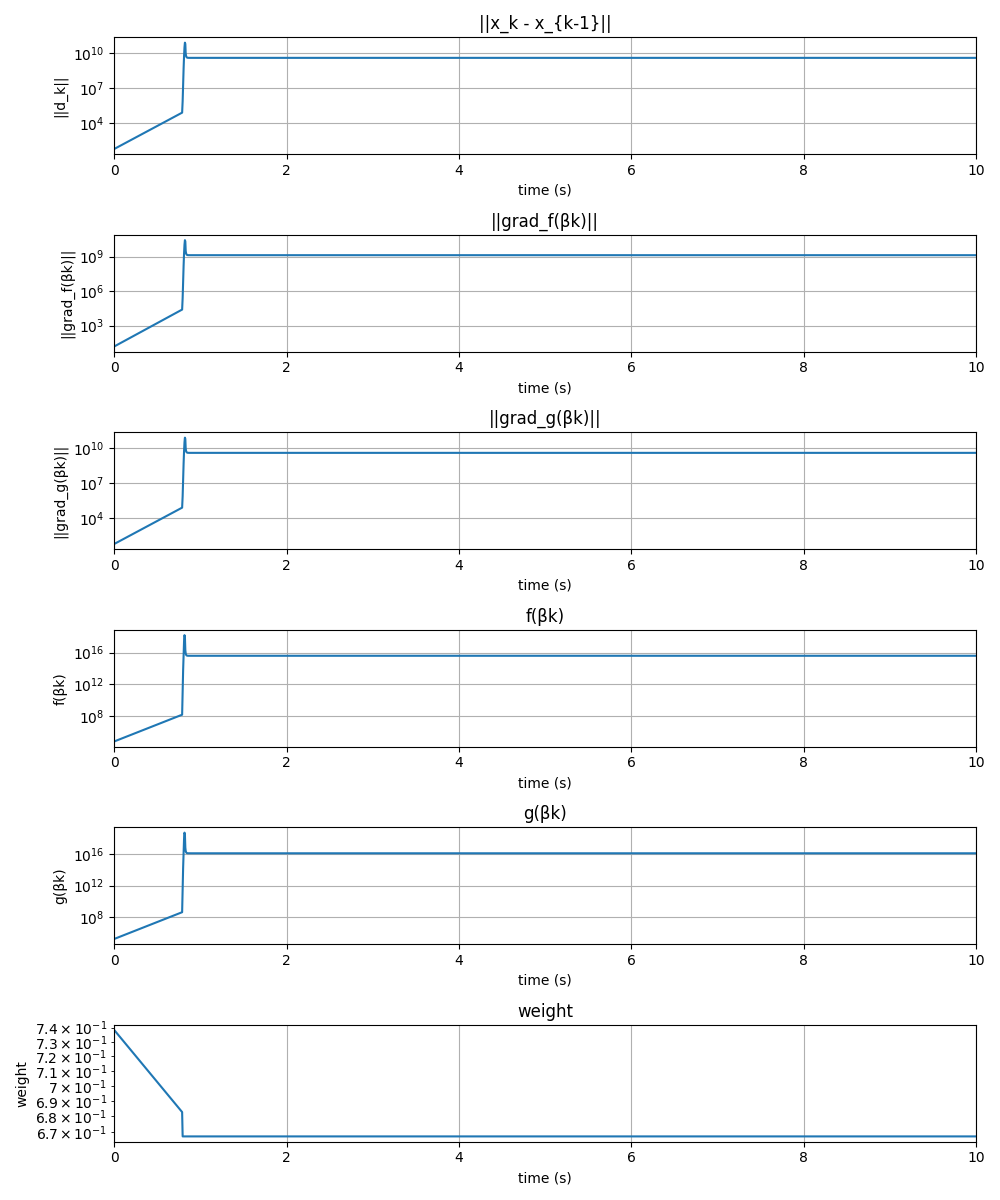 ||x_k - x_{k-1}||
||d_k||
10^10
10^7
10^4
0 2 4 6 8 10
time (s)
||grad_f(βk)||
||grad_f(βk)||
10^9
10^6
10^3
0 2 4 6 8 10
time (s)
||grad_g(βk)||
||grad_g(βk)||
10^10
10^7
10^4
0 2 4 6 8 10
time (s)
f(βk)
f(βk)
10^16
10^12
10^8
0 2 4 6 8 10
time (s)
g(βk)
g(βk)
10^16
10^12
10^8
0 2 4 6 8 10
time (s)
weight
weight
7.4 × 10^−1
7.3 × 10^−1
7.2 × 10^−1
7.1 × 10^−1
7 × 10^−1
6.9 × 10^−1
6.8 × 10^−1
6.7 × 10^−1
0 2 4 6 8 10
time (s)